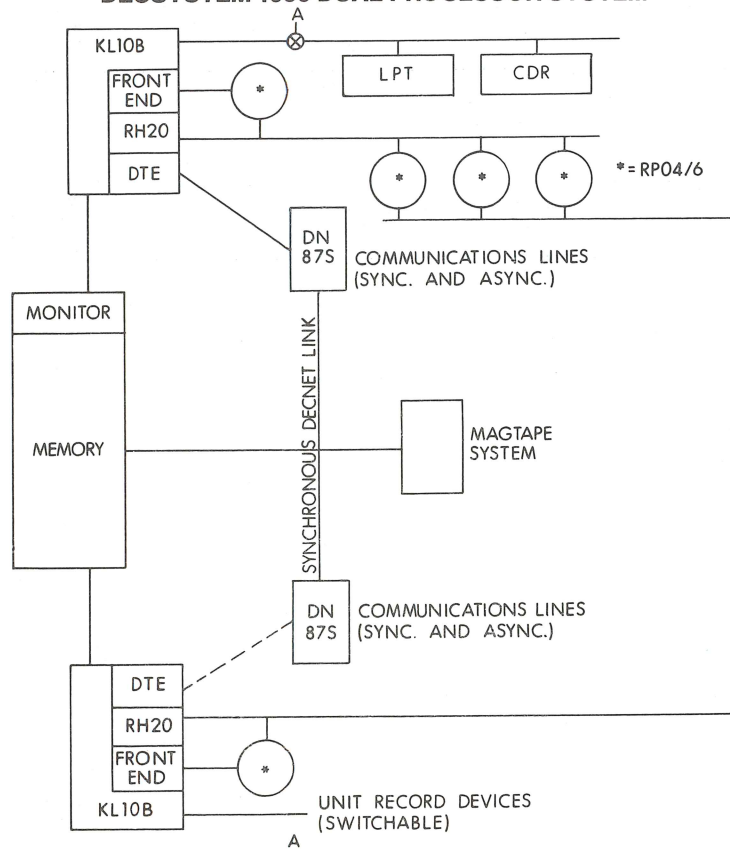 A
KL10B
FRONT
END
RH20
DTE
*
LPT
CDR
* * *
*=RP04/6
DN
87S
COMMUNICATIONS LINES
(SYNC. AND ASYNC.)
MONITOR
MEMORY
SYNCHRONOUS DECNET LINK
MAGTAPE
SYSTEM
DN
87S
COMMUNICATIONS LINES
(SYNC. AND ASYNC.)
DTE
RH20
FRONT
END
KL10B
*
UNIT RECORD DEVICES
(SWITCHABLE)
A